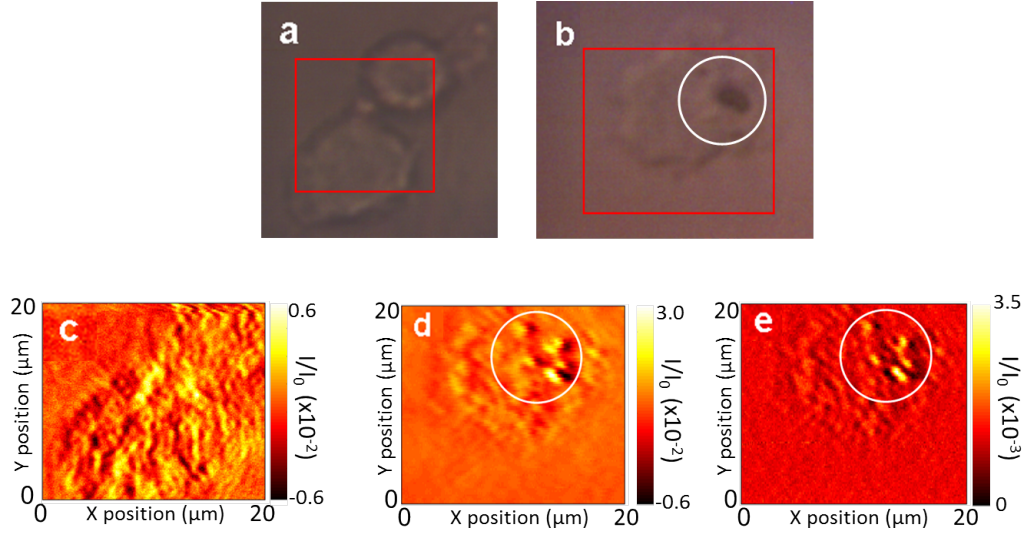 a
b
c
d
e
20
Y position (µm)
0
0
X position (µm)
20
0.6
I/I0 (x10-2)
-0.6
20
Y position (µm)
0
0
X position (µm)
20
3.0
I/I0 (x10-2)
-0.6
20
Y position (µm)
0
0
X position (µm)
20
3.5
I/I0 (x10-3)
0